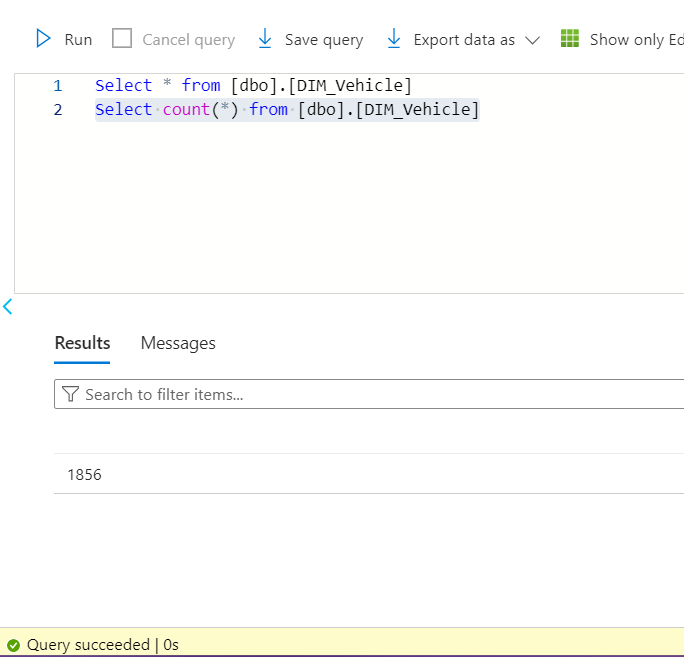 Run Cancel query Save query Export data as Show only Ed
1 Select * from [dbo].[DIM_Vehicle]
2 Select count(*) from [dbo].[DIM_Vehicle]
Results Messages
Search to filter items...
1856
Query succeeded | 0s